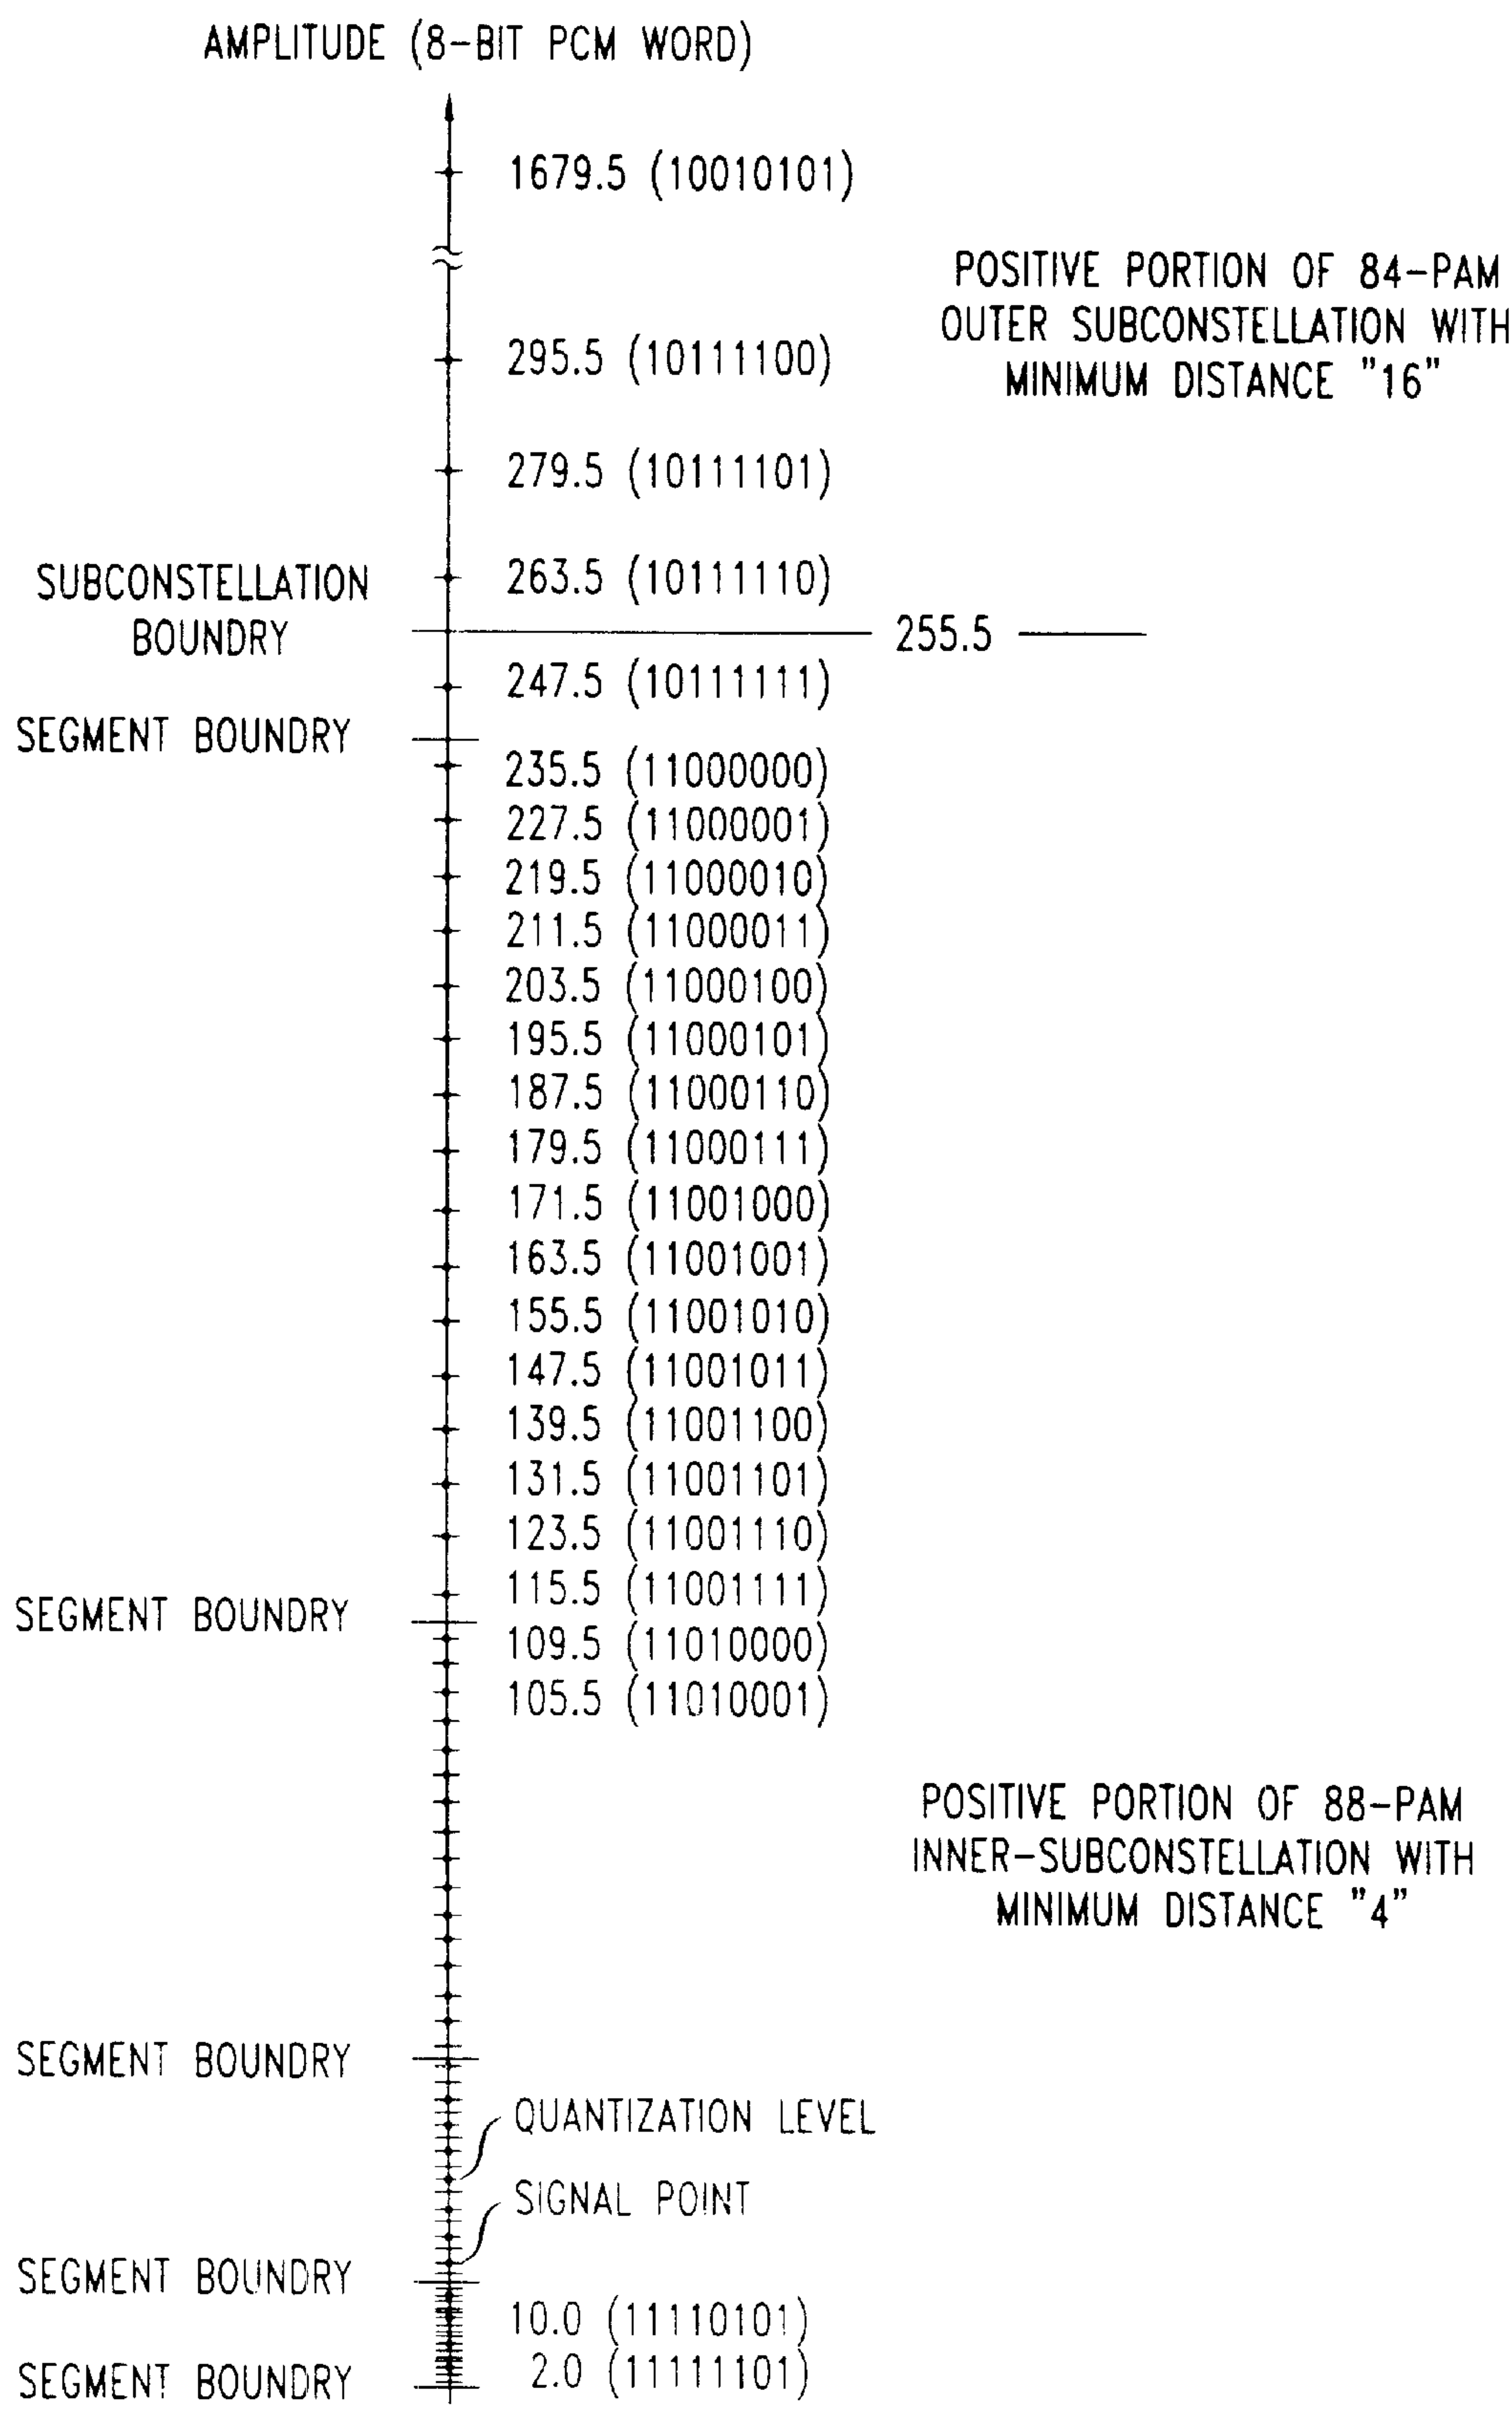 AMPLITUDE (8-BIT PCM WORD)
1679.5 (10010101)
POSITIVE PORTION OF 84-PAM
OUTER SUBCONSTELLATION WITH
MINIMUM DISTANCE "16"
295.5 (10111100)
279.5 (10111101)
263.5 (10111110)
SUBCONSTELLATION
BOUNDRY
255.5
247.5 (10111111)
SEGMENT BOUNDRY
235.5 (11000000)
227.5 (11000001)
219.5 (11000010)
211.5 (11000011)
203.5 (11000100)
195.5 (11000101)
187.5 (11000110)
179.5 (11000111)
171.5 (11001000)
163.5 (11001001)
155.5 (11001010)
147.5 (11001011)
139.5 (11001100)
131.5 (11001101)
123.5 (11001110)
115.5 (11001111)
SEGMENT BOUNDRY
109.5 (11010000)
105.5 (11010001)
POSITIVE PORTION OF 88-PAM
INNER-SUBCONSTELLATION WITH
MINIMUM DISTANCE "4"
SEGMENT BOUNDRY
QUANTIZATION LEVEL
SIGNAL POINT
SEGMENT BOUNDRY
10.0 (11110101)
2.0 (11111101)
SEGMENT BOUNDRY